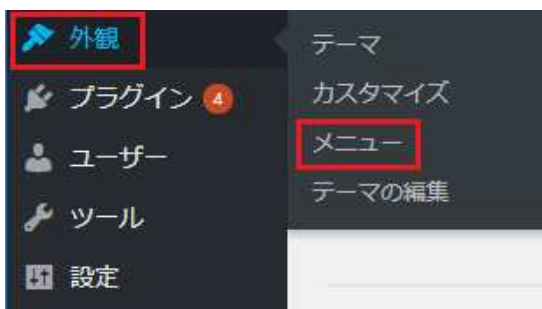 外観
プラグイン 4
ユーザー
ツール
設定
テーマ
カスタマイズ
メニュー
テーマの編集